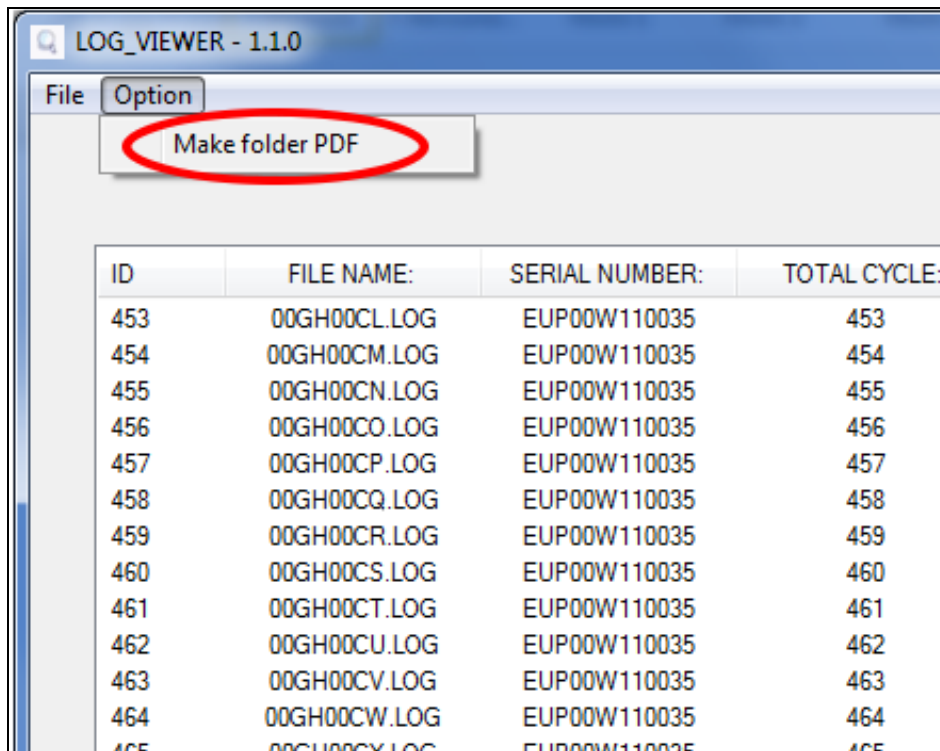 LOG_VIEWER - 1.1.0
File Option
Make folder PDF
ID FILE NAME: SERIAL NUMBER: TOTAL CYCLE:
453 00GH00CL.LOG EUP00W110035 453
454 00GH00CM.LOG EUP00W110035 454
455 00GH00CN.LOG EUP00W110035 455
456 00GH00CO.LOG EUP00W110035 456
457 00GH00CP.LOG EUP00W110035 457
458 00GH00CQ.LOG EUP00W110035 458
459 00GH00CR.LOG EUP00W110035 459
460 00GH00CS.LOG EUP00W110035 460
461 00GH00CT.LOG EUP00W110035 461
462 00GH00CU.LOG EUP00W110035 462
463 00GH00CV.LOG EUP00W110035 463
464 00GH00CW.LOG EUP00W110035 464